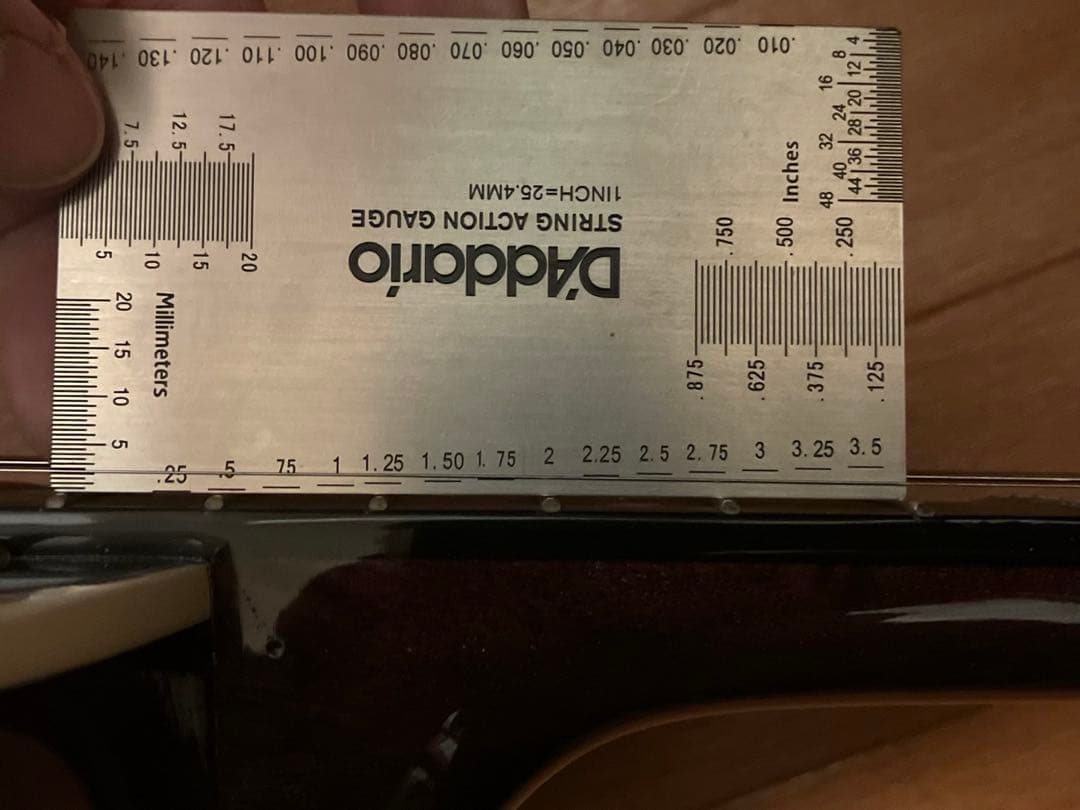 .010 .020 .030 .040 .050 .060 .070 .080 .090 .100 .110 .120 .130 .140
D'Addario
STRING ACTION GAUGE
1INCH=25.4MM
7.5 12.5 17.5
5 10 15 20
Millimeters
20 15 10 5
Inches
4 8 12 16 20 24 28 32 36 40 44 48
.750 .500 .250
.875 .625 .375 .125
.25 .5 75 1 1.25 1.50 1.75 2 2.25 2.5 2.75 3 3.25 3.5